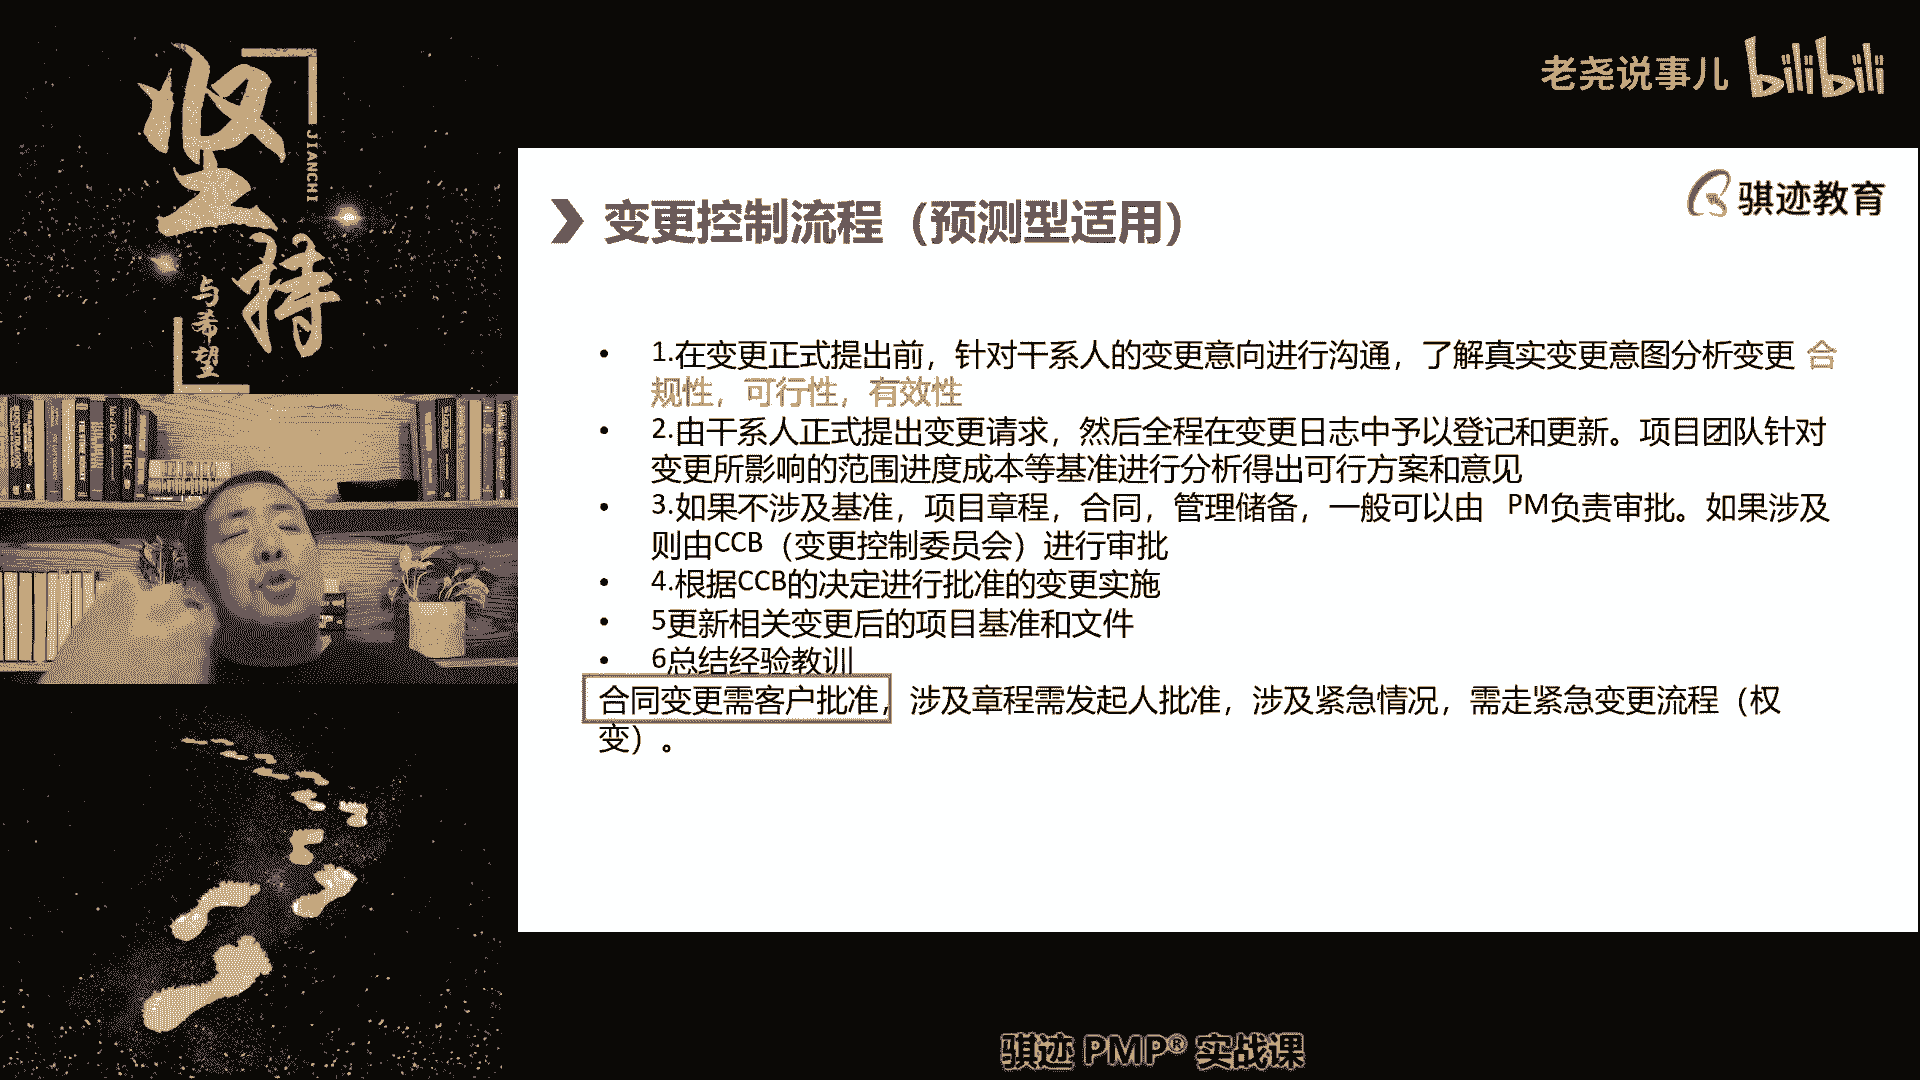 坚持
JIANCHI
与希望
老尧说事儿 bilibili
骐迹教育
变更控制流程（预测型适用）
• 1.在变更正式提出前，针对干系人的变更意向进行沟通，了解真实变更意图分析变更 合
规性，可行性，有效性
• 2.由干系人正式提出变更请求，然后全程在变更日志中予以登记和更新。项目团队针对
变更所影响的范围进度成本等基准进行分析得出可行方案和意见
• 3.如果不涉及基准，项目章程，合同，管理储备，一般可以由 PM负责审批。如果涉及
则由CCB（变更控制委员会）进行审批
• 4.根据CCB的决定进行批准的变更实施
• 5更新相关变更后的项目基准和文件
• 6总结经验教训
合同变更需客户批准，涉及章程需发起人批准，涉及紧急情况，需走紧急变更流程（权
变）。
骐迹 PMP® 实战课